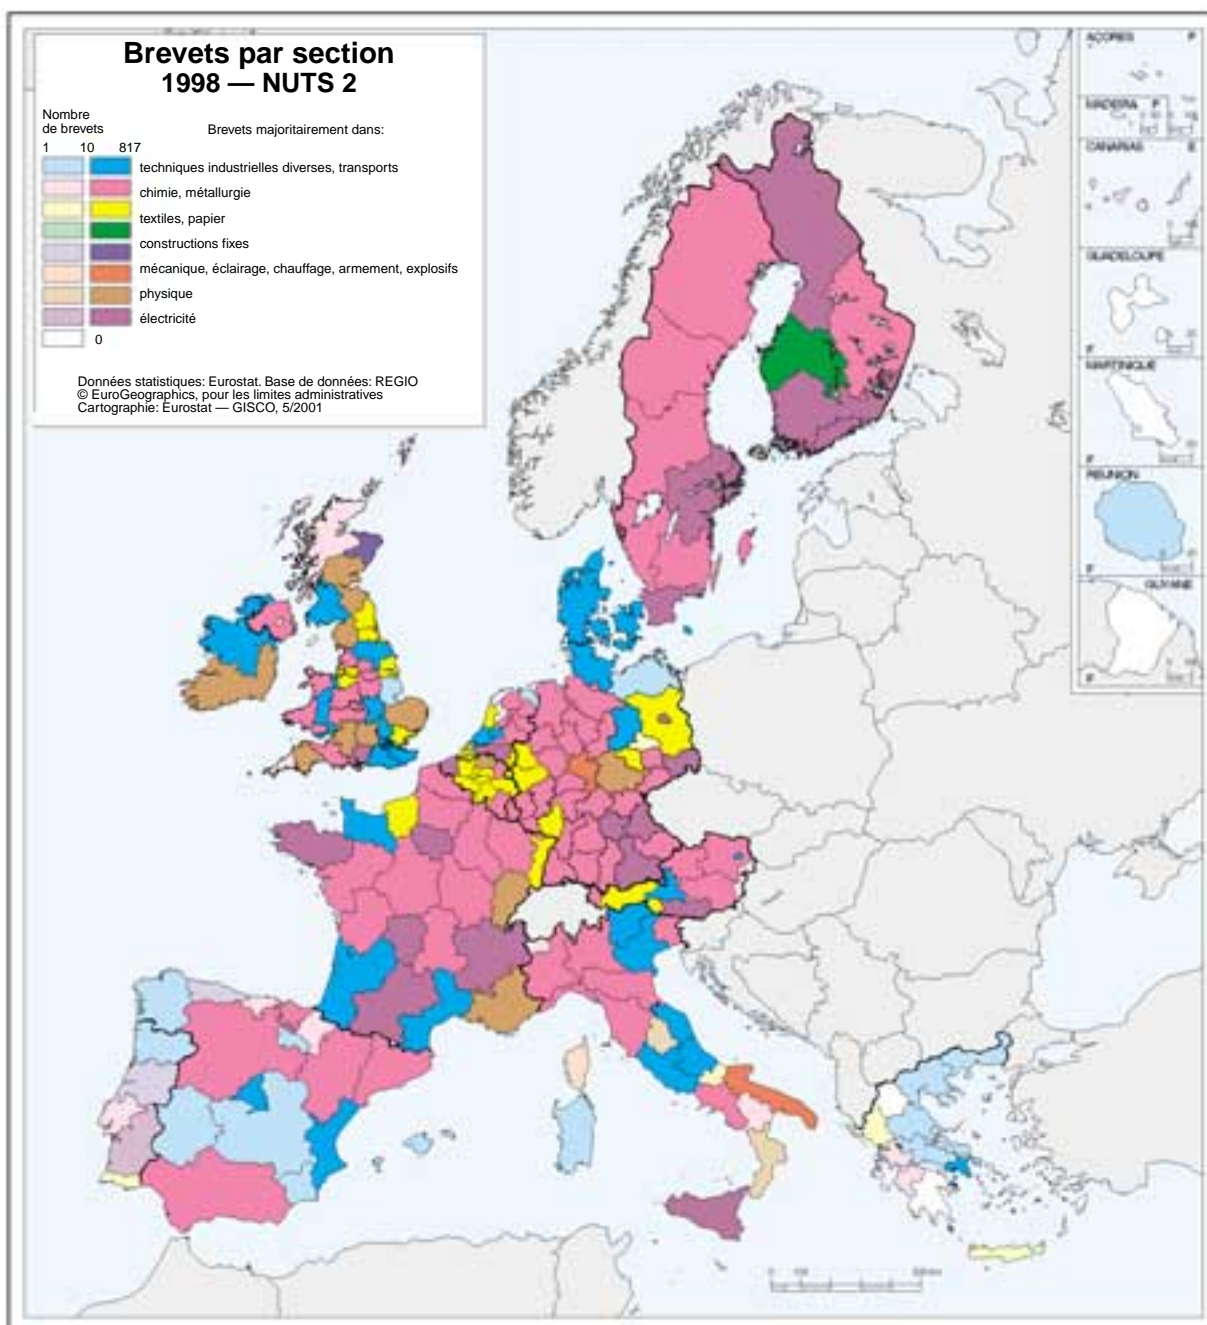 Brevets par section
1998 — NUTS 2
Nombre
de brevets
Brevets majoritairement dans:
1 10 817
techniques industrielles diverses, transports
chimie, métallurgie
textiles, papier
constructions fixes
mécanique, éclairage, chauffage, armement, explosifs
physique
électricité
0
Données statistiques: Eurostat. Base de données: REGIO
© EuroGeographics, pour les limites administratives
Cartographie: Eurostat — GISCO, 5/2001
AÇORES P
MADEIRA P
CANARIAS E
GUADELOUPE
F
MARTINIQUE
F
REUNION
F
GUYANE
F